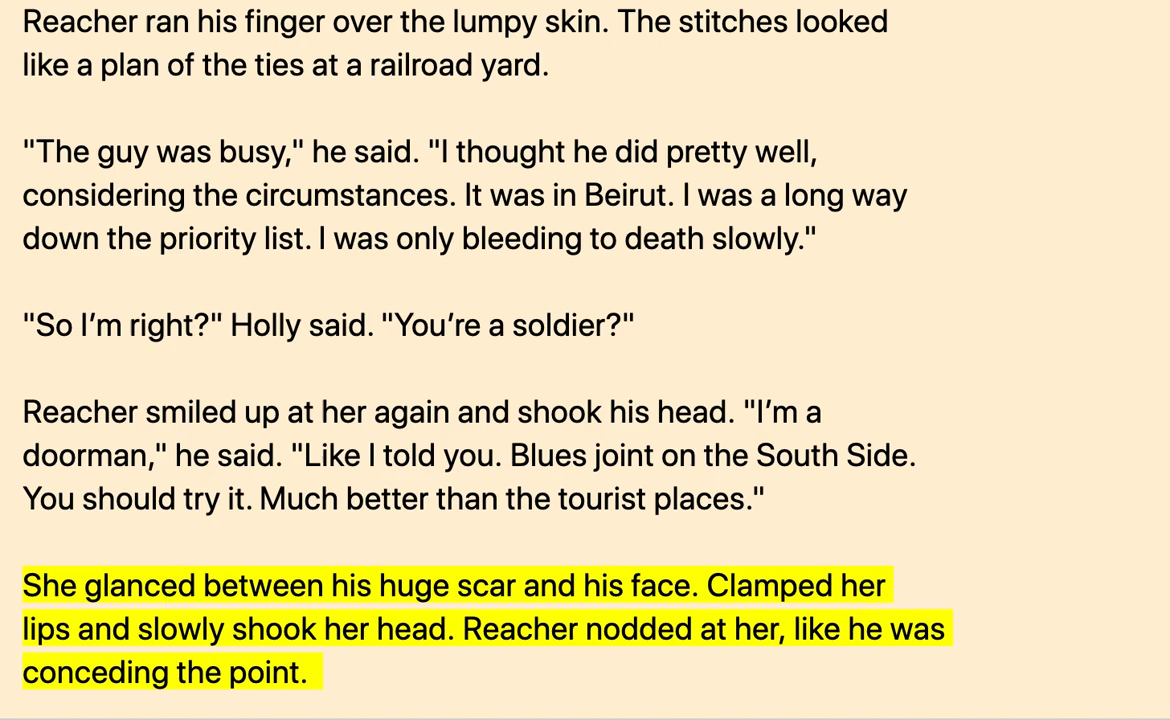 Reacher ran his finger over the lumpy skin. The stitches looked
like a plan of the ties at a railroad yard.
"The guy was busy," he said. "I thought he did pretty well,
considering the circumstances. It was in Beirut. I was a long way
down the priority list. I was only bleeding to death slowly."
"So I’m right?" Holly said. "You’re a soldier?"
Reacher smiled up at her again and shook his head. "I’m a
doorman," he said. "Like I told you. Blues joint on the South Side.
You should try it. Much better than the tourist places."
She glanced between his huge scar and his face. Clamped her
lips and slowly shook her head. Reacher nodded at her, like he was
conceding the point.